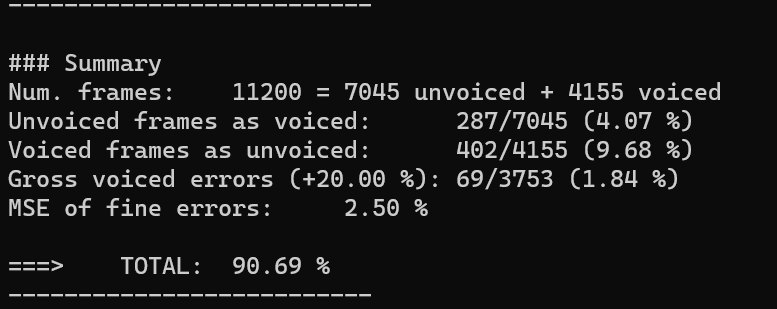 ---------------------------
### Summary
Num. frames:    11200 = 7045 unvoiced + 4155 voiced
Unvoiced frames as voiced:      287/7045 (4.07 %)
Voiced frames as unvoiced:      402/4155 (9.68 %)
Gross voiced errors (+20.00 %): 69/3753 (1.84 %)
MSE of fine errors:     2.50 %
===>    TOTAL:  90.69 %
---------------------------